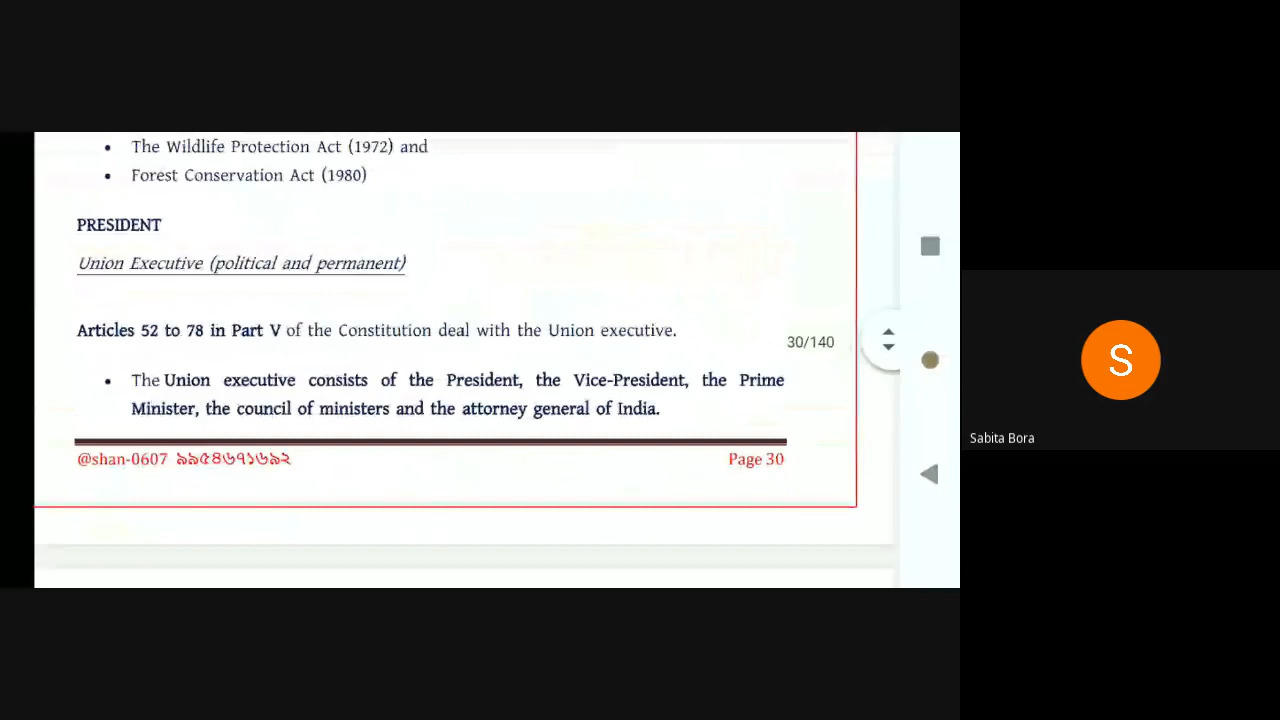 • The Wildlife Protection Act (1972) and
• Forest Conservation Act (1980)
PRESIDENT
Union Executive (political and permanent)
Articles 52 to 78 in Part V of the Constitution deal with the Union executive.
30/140
• The Union executive consists of the President, the Vice-President, the Prime
Minister, the council of ministers and the attorney general of India.
@shan-0607 ৯৯৫৪৬৭১৬৯২
Page 30
S
Sabita Bora